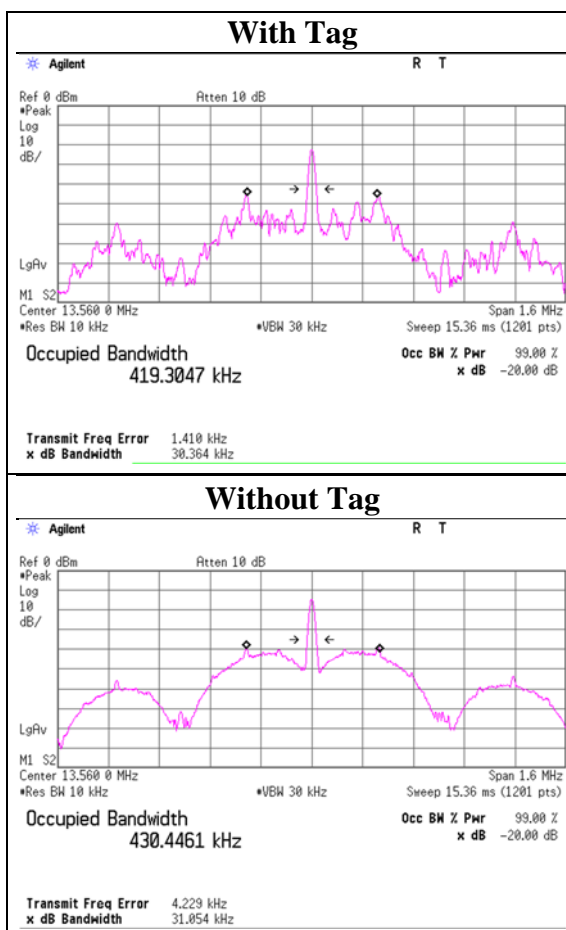 With Tag
Agilent R T
Ref 0 dBm Atten 10 dB
*Peak
Log
10
dB/
LgAv
M1 S2
Center 13.560 0 MHz Span 1.6 MHz
*Res BW 10 kHz *VBW 30 kHz Sweep 15.36 ms (1201 pts)
Occupied Bandwidth Occ BW % Pwr 99.00 %
419.3047 kHz x dB -20.00 dB
Transmit Freq Error 1.410 kHz
x dB Bandwidth 30.364 kHz
Without Tag
Agilent R T
Ref 0 dBm Atten 10 dB
*Peak
Log
10
dB/
LgAv
M1 S2
Center 13.560 0 MHz Span 1.6 MHz
*Res BW 10 kHz *VBW 30 kHz Sweep 15.36 ms (1201 pts)
Occupied Bandwidth Occ BW % Pwr 99.00 %
430.4461 kHz x dB -20.00 dB
Transmit Freq Error 4.229 kHz
x dB Bandwidth 31.054 kHz